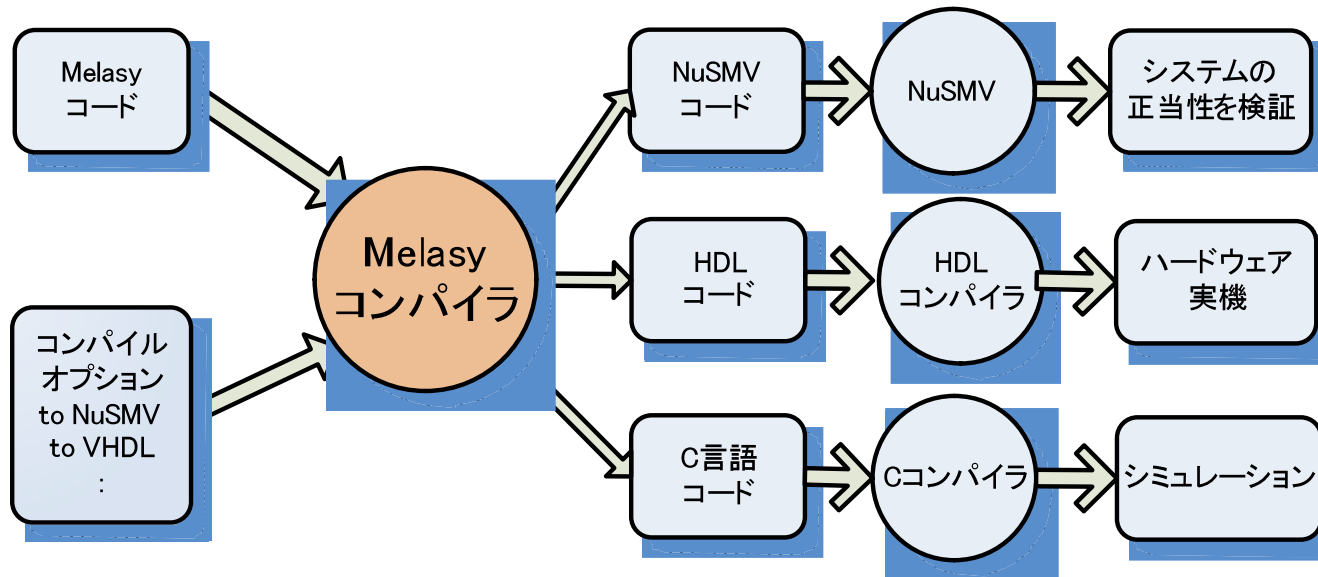 Melasy
コード
コンパイル
オプション
to NuSMV
to VHDL
:
Melasy
コンパイラ
NuSMV
コード
NuSMV
システムの
正当性を検証
HDL
コード
HDL
コンパイラ
ハードウェア
実機
C言語
コード
Cコンパイラ
シミュレーション